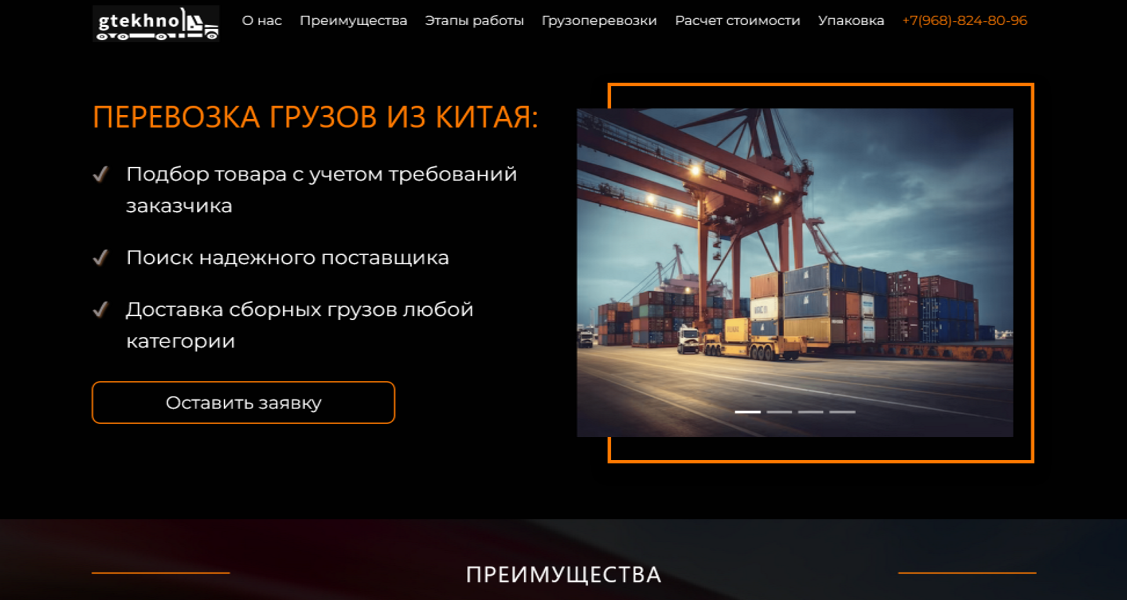 gtekhno
О нас Преимущества Этапы работы Грузоперевозки Расчет стоимости Упаковка +7(968)-824-80-96
ПЕРЕВОЗКА ГРУЗОВ ИЗ КИТАЯ:
Подбор товара с учетом требований
заказчика
Поиск надежного поставщика
Доставка сборных грузов любой
категории
Оставить заявку
ПРЕИМУЩЕСТВА